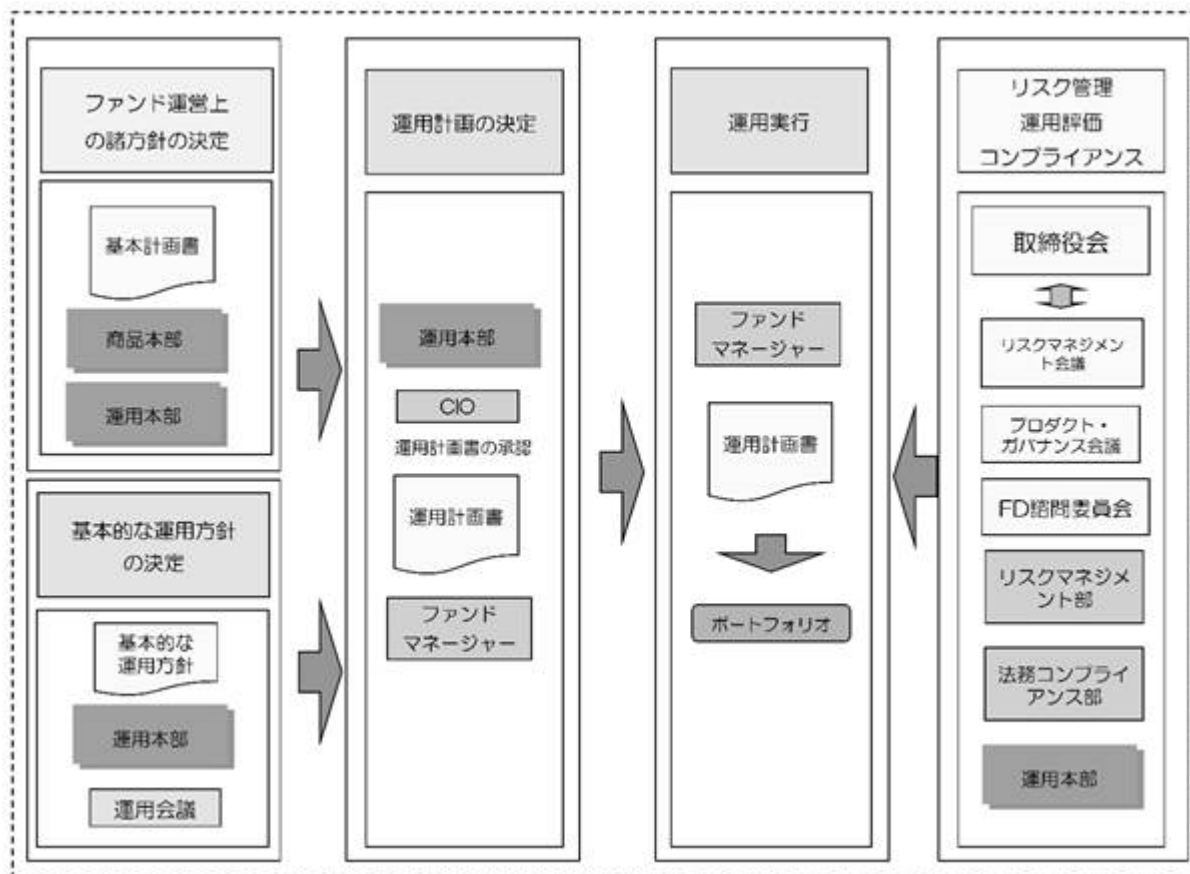 ファンド運営上
の諸方針の決定
基本計画書
商品本部
運用本部
基本的な運用方針
の決定
基本的な
運用方針
運用本部
運用会議
運用計画の決定
運用本部
CIO
運用計画書の承認
運用計画書
ファンド
マネージャー
運用実行
ファンド
マネージャー
運用計画書
ポートフォリオ
リスク管理
運用評価
コンプライアンス
取締役会
リスクマネジメン
ト会議
プロダクト・
ガバナンス会議
FD諮問委員会
リスクマネジメ
ント部
法務コンプライ
アンス部
運用本部